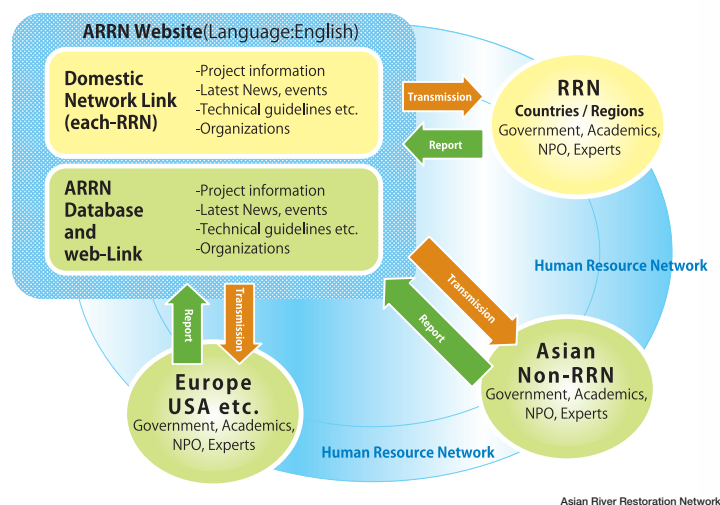 ARRN Website(Language:English)
Domestic
Network Link
(each-RRN)
-Project information
-Latest News, events
-Technical guidelines etc.
-Organizations
ARRN
Database
and
web-Link
-Project information
-Latest News, events
-Technical guidelines etc.
-Organizations
Transmission
Report
RRN
Countries / Regions
Government, Academics,
NPO, Experts
Human Resource Network
Transmission
Report
Report
Transmission
Asian
Non-RRN
Government, Academics,
NPO, Experts
Europe
USA etc.
Government, Academics,
NPO, Experts
Human Resource Network
Asian River Restoration Network